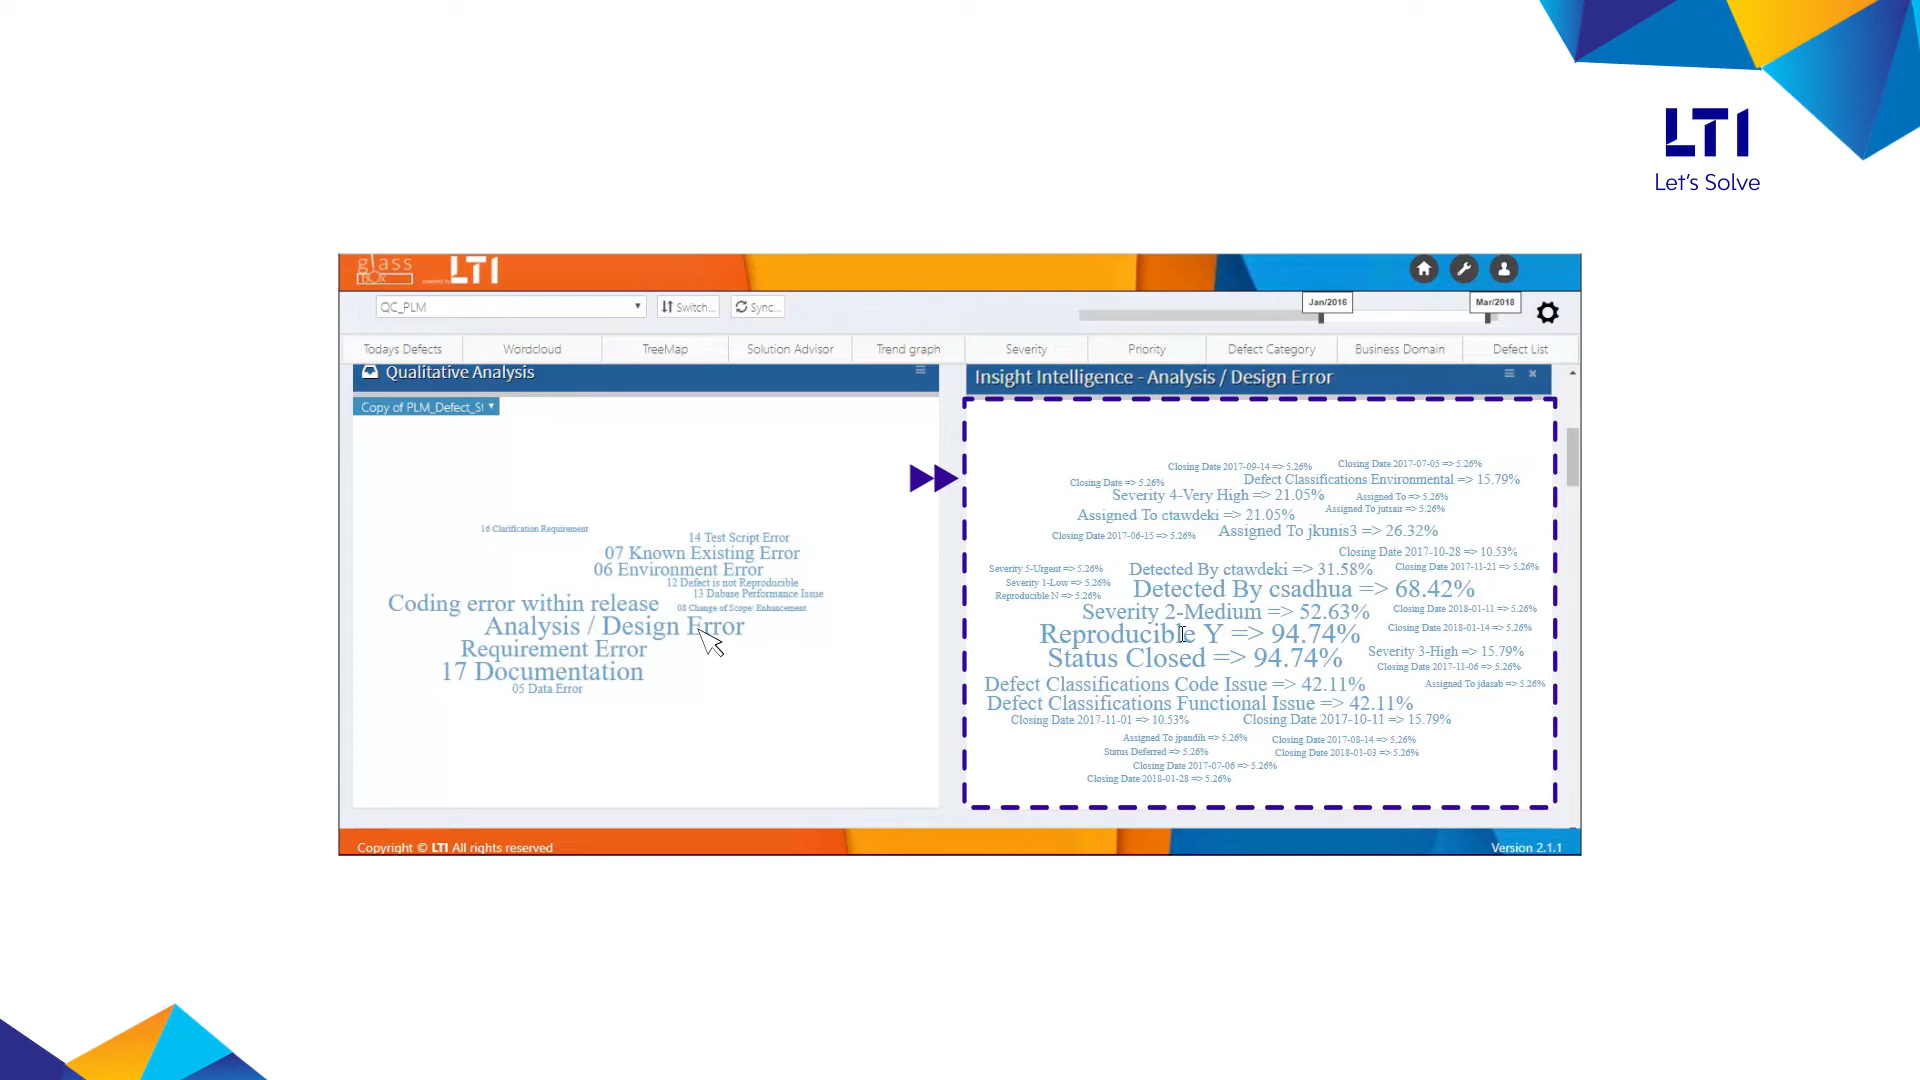 LTI
Let's Solve
glass
BOX
powered by
LTI
QC_PLM
Switch...
Sync...
Jan/2016
Mar/2018
Todays Defects
Wordcloud
TreeMap
Solution Advisor
Trend graph
Severity
Priority
Defect Category
Business Domain
Defect List
Qualitative Analysis
Copy of PLM_Defect_St
16 Clarification Requirement
14 Test Script Error
07 Known Existing Error
06 Environment Error
12 Defect is not Reproducible
13 Dabase Performance Issue
Coding error within release
08 Change of Scope/ Enhancement
Analysis / Design Error
Requirement Error
17 Documentation
05 Data Error
Insight Intelligence - Analysis / Design Error
Closing Date 2017-09-14 => 5.26%
Closing Date 2017-07-05 => 5.26%
Closing Date => 5.26%
Defect Classifications Environmental => 15.79%
Severity 4-Very High => 21.05%
Assigned To => 5.26%
Assigned To ctawdeki => 21.05%
Assigned To jutsair => 5.26%
Closing Date 2017-06-15 => 5.26%
Assigned To jkunis3 => 26.32%
Closing Date 2017-10-28 => 10.53%
Severity 5-Urgent => 5.26%
Detected By ctawdeki => 31.58%
Closing Date 2017-11-21 => 5.26%
Severity 1-Low => 5.26%
Detected By csadhua => 68.42%
Reproducible N => 5.26%
Severity 2-Medium => 52.63%
Closing Date 2018-01-11 => 5.26%
Reproducible Y => 94.74%
Closing Date 2018-01-14 => 5.26%
Status Closed => 94.74%
Severity 3-High => 15.79%
Closing Date 2017-11-06 => 5.26%
Defect Classifications Code Issue => 42.11%
Assigned To jdasab => 5.26%
Defect Classifications Functional Issue => 42.11%
Closing Date 2017-11-01 => 10.53%
Closing Date 2017-10-11 => 15.79%
Assigned To jpandih => 5.26%
Closing Date 2017-08-14 => 5.26%
Status Deferred => 5.26%
Closing Date 2018-01-03 => 5.26%
Closing Date 2017-07-06 => 5.26%
Closing Date 2018-01-28 => 5.26%
Copyright © LTI All rights reserved
Version 2.1.1